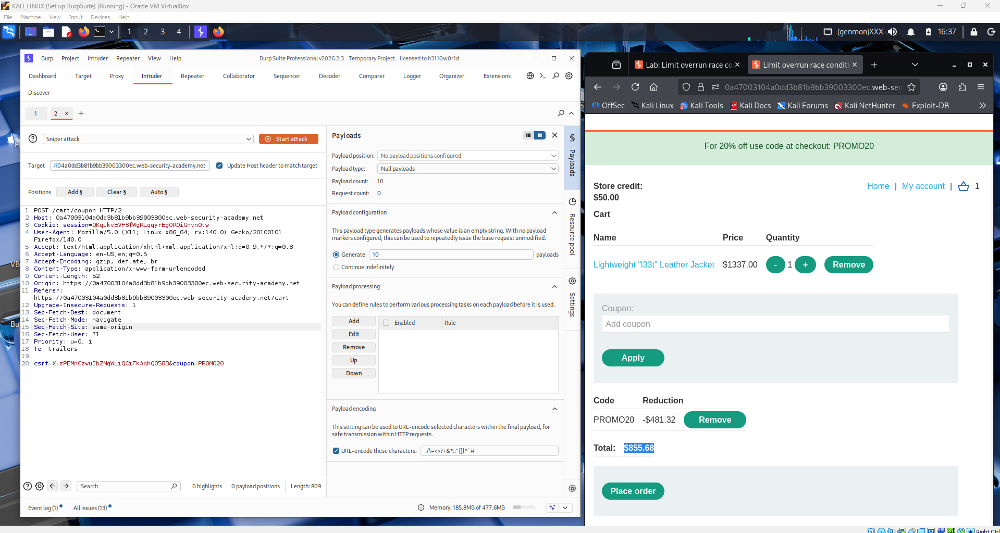 KALI_LINUX (Set up BurpSuite) [Running] - Oracle VM VirtualBox
File Machine View Input Devices Help
1 2 3 4
(genmon)XXX 16:37
Burp Project Intruder Repeater View Help
Burp Suite Professional v2026.2.3 - Temporary Project - licensed to h3110w0r1d
Dashboard Target Proxy Intruder Repeater Collaborator Sequencer Decoder Comparer Logger Organizer Extensions
Discover
1 2
Sniper attack
Start attack
Target
104a0dd3b81b9bb39003300ec.web-security-academy.net
Update Host header to match target
Positions Add § Clear § Auto §
1 POST /cart/coupon HTTP/2
2 Host: 0a47003104a0dd3b81b9bb39003300ec.web-security-academy.net
3 Cookie: session=QKq1kvEVF3fWgRLqqyrEgOROiGnvnOtw
4 User-Agent: Mozilla/5.0 (X11; Linux x86_64; rv:140.0) Gecko/20100101
Firefox/140.0
5 Accept: text/html,application/xhtml+xml,application/xml;q=0.9,*/*;q=0.8
6 Accept-Language: en-US,en;q=0.5
7 Accept-Encoding: gzip, deflate, br
8 Content-Type: application/x-www-form-urlencoded
9 Content-Length: 52
10 Origin: https://0a47003104a0dd3b81b9bb39003300ec.web-security-academy.net
11 Referer:
https://0a47003104a0dd3b81b9bb39003300ec.web-security-academy.net/cart
12 Upgrade-Insecure-Requests: 1
13 Sec-Fetch-Dest: document
14 Sec-Fetch-Mode: navigate
15 Sec-Fetch-Site: same-origin
16 Sec-Fetch-User: ?1
17 Priority: u=0, i
18 Te: trailers
19
20 csrf=XlzPEMnCzwuIbZNqWLiQCiFkAqhQ058B&coupon=PROMO20
Search
0 highlights
0 payload positions
Length: 809
Event log (1) All issues (13)
Memory: 185.8MB of 477.6MB
Payloads
Payload position: No payload positions configured
Payload type: Null payloads
Payload count: 10
Request count: 0
Payload configuration
This payload type generates payloads whose value is an empty string. With no payload
markers configured, this can be used to repeatedly issue the base request unmodified.
Generate 10 payloads
Continue indefinitely
Payload processing
You can define rules to perform various processing tasks on each payload before it is used.
Add
Edit
Remove
Up
Down
Enabled Rule
Payload encoding
This setting can be used to URL-encode selected characters within the final payload, for
safe transmission within HTTP requests.
URL-encode these characters: ./\=<>?+&*;:"{}|^`#
Payloads
Resource pool
Settings
Lab: Limit overrun race co
Limit overrun race conditi
0a47003104a0dd3b81b9bb39003300ec.web-sec
OffSec Kali Linux Kali Tools Kali Docs Kali Forums Kali NetHunter Exploit-DB
For 20% off use code at checkout: PROMO20
Store credit:
$50.00
Home | My account | 1
Cart
Name Price Quantity
Lightweight "l33t" Leather Jacket $1337.00 - 1 + Remove
Coupon:
Add coupon
Apply
Code Reduction
PROMO20 -$481.32 Remove
Total: $855.68
Place order
Right Ctrl